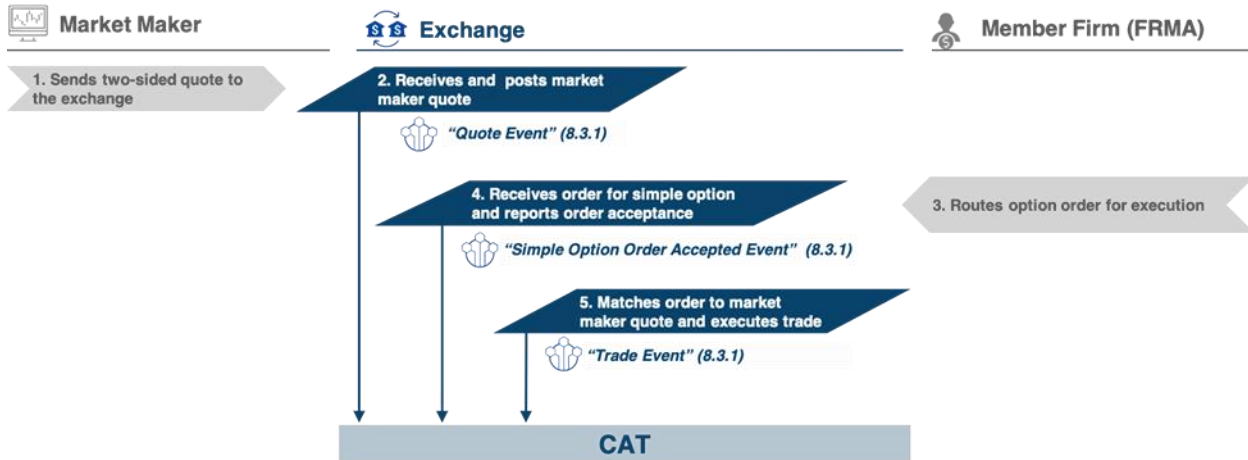 Market Maker
Exchange
Member Firm (FRMA)
1. Sends two-sided quote to
the exchange
2. Receives and posts market
maker quote
"Quote Event" (8.3.1)
4. Receives order for simple option
and reports order acceptance
3. Routes option order for execution
"Simple Option Order Accepted Event" (8.3.1)
5. Matches order to market
maker quote and executes trade
"Trade Event" (8.3.1)
CAT